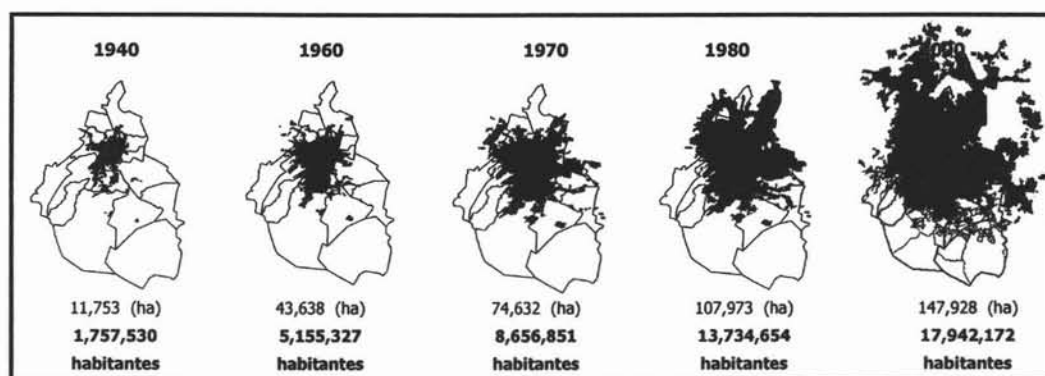 1940
1960
1970
1980
11,753 (ha)
43,638 (ha)
74,632 (ha)
107,973 (ha)
147,928 (ha)
1,757,530
5,155,327
8,656,851
13,734,654
17,942,172
habitantes
habitantes
habitantes
habitantes
habitantes